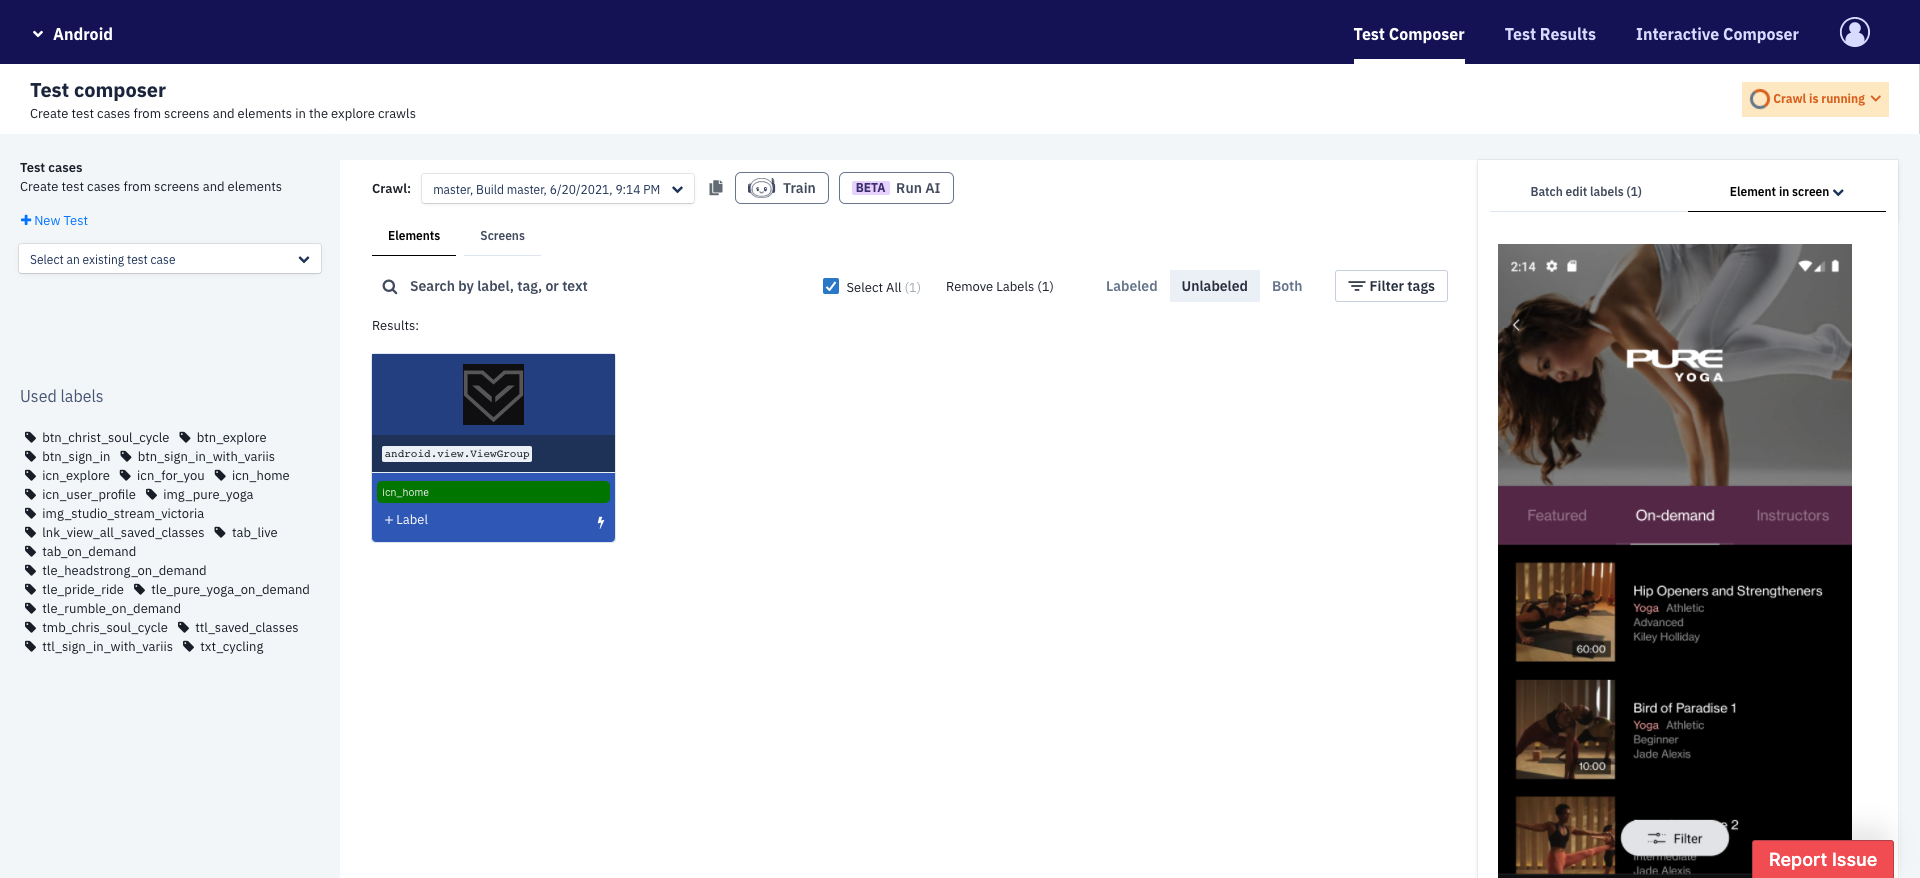 Android
Test Composer
Test Results
Interactive Composer
Test composer
Create test cases from screens and elements in the explore crawls
Crawl is running
Test cases
Create test cases from screens and elements
New Test
Select an existing test case
Used labels
btn_christ_soul_cycle btn_explore
btn_sign_in btn_sign_in_with_variis
icn_explore icn_for_you icn_home
icn_user_profile img_pure_yoga
img_studio_stream_victoria
lnk_view_all_saved_classes tab_live
tab_on_demand
tle_headstrong_on_demand
tle_pride_ride tle_pure_yoga_on_demand
tle_rumble_on_demand
tmb_chris_soul_cycle ttl_saved_classes
ttl_sign_in_with_variis txt_cycling
Crawl: master, Build master, 6/20/2021, 9:14 PM Train BETA Run AI
Elements Screens
Search by label, tag, or text Select All (1) Remove Labels (1) Labeled Unlabeled Both Filter tags
Results:
android.view.ViewGroup
icn_home
+ Label
Batch edit labels (1) Element in screen
2:14
PURE
YOGA
Featured On-demand Instructors
Hip Openers and Strengtheners
Yoga Athletic
Advanced
Kiley Holliday
60:00
Bird of Paradise 1
Yoga Athletic
Beginner
Jade Alexis
10:00
2
Filter
Intermediate
Jade Alexis
Report Issue